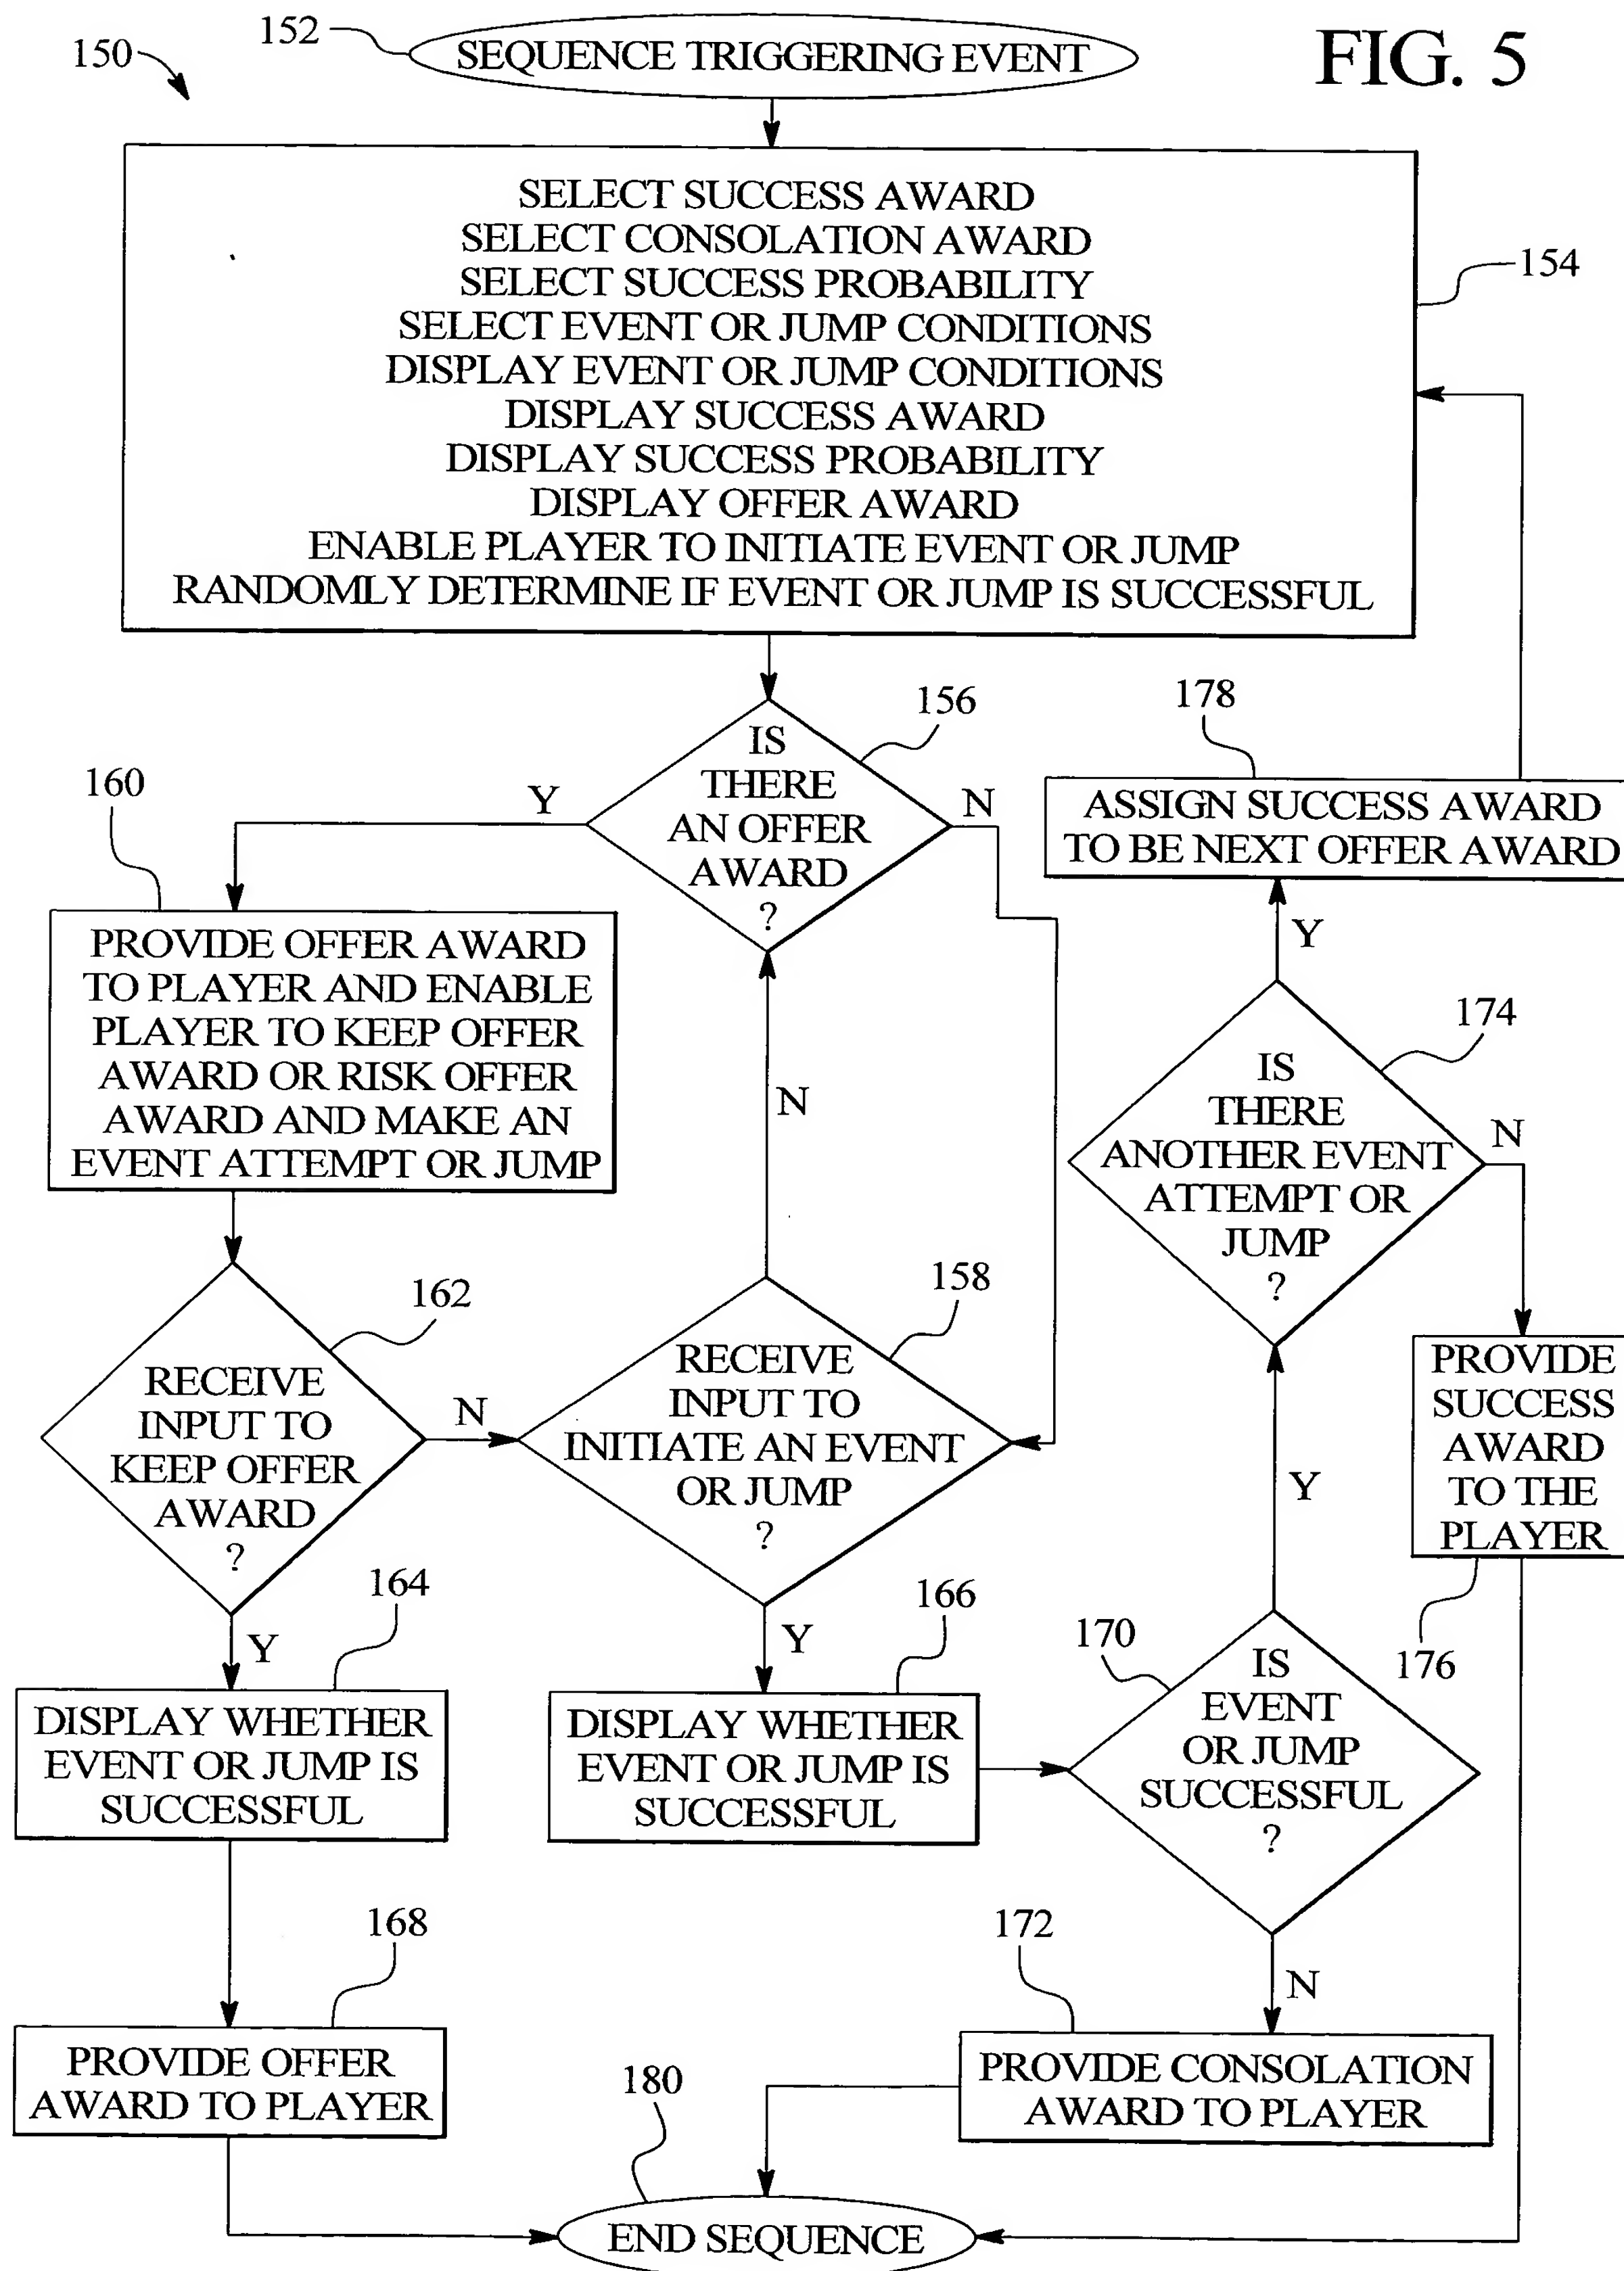 FIG. 5
150
152
SEQUENCE TRIGGERING EVENT
SELECT SUCCESS AWARD
SELECT CONSOLATION AWARD
SELECT SUCCESS PROBABILITY
SELECT EVENT OR JUMP CONDITIONS
DISPLAY EVENT OR JUMP CONDITIONS
DISPLAY SUCCESS AWARD
DISPLAY SUCCESS PROBABILITY
DISPLAY OFFER AWARD
ENABLE PLAYER TO INITIATE EVENT OR JUMP
RANDOMLY DETERMINE IF EVENT OR JUMP IS SUCCESSFUL
154
156
IS
THERE
AN OFFER
AWARD
?
Y
N
160
PROVIDE OFFER AWARD
TO PLAYER AND ENABLE
PLAYER TO KEEP OFFER
AWARD OR RISK OFFER
AWARD AND MAKE AN
EVENT ATTEMPT OR JUMP
178
ASSIGN SUCCESS AWARD
TO BE NEXT OFFER AWARD
Y
174
IS
THERE
ANOTHER EVENT
ATTEMPT OR
JUMP
?
N
N
162
RECEIVE
INPUT TO
KEEP OFFER
AWARD
?
N
Y
158
RECEIVE
INPUT TO
INITIATE AN EVENT
OR JUMP
?
Y
Y
PROVIDE
SUCCESS
AWARD
TO THE
PLAYER
176
164
DISPLAY WHETHER
EVENT OR JUMP IS
SUCCESSFUL
166
DISPLAY WHETHER
EVENT OR JUMP IS
SUCCESSFUL
170
IS
EVENT
OR JUMP
SUCCESSFUL
?
N
168
PROVIDE OFFER
AWARD TO PLAYER
172
PROVIDE CONSOLATION
AWARD TO PLAYER
180
END SEQUENCE